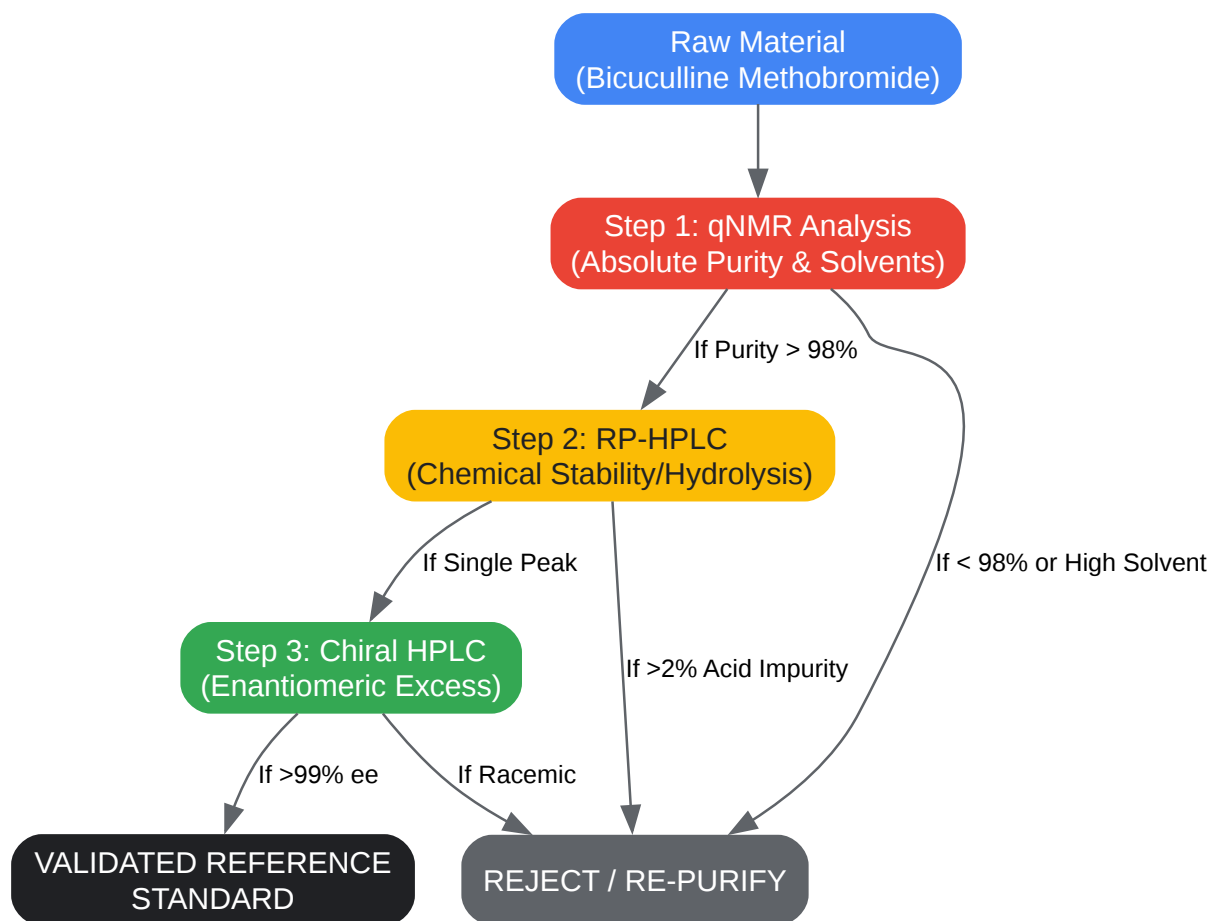 Raw Material
(Bicuculline Methobromide)
Step 1: qNMR Analysis
(Absolute Purity & Solvents)
If Purity > 98%
Step 2: RP-HPLC
(Chemical Stability/Hydrolysis)
If Single Peak
If < 98% or High Solvent
Step 3: Chiral HPLC
(Enantiomeric Excess)
If >2% Acid Impurity
If >99% ee
If Racemic
VALIDATED REFERENCE
STANDARD
REJECT / RE-PURIFY